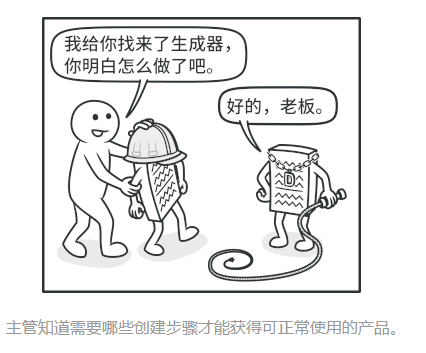 我给你找来了生成器，
你明白怎么做了吧。
好的，老板。
D
主管知道需要哪些创建步骤才能获得可正常使用的产品。